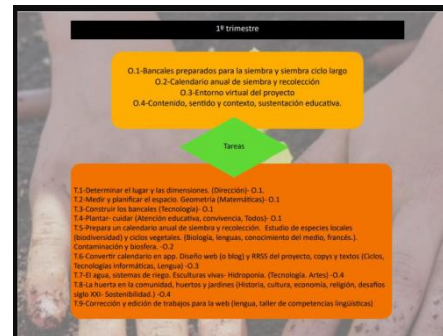 1º trimestre
O.1-Bancales preparados para la siembra y siembra ciclo largo
O.2-Calendario anual de siembra y recolección
O.3-Entorno virtual del proyecto
O.4-Contenido, sentido y contexto, sustentación educativa.
Tareas
T.1-Determinar el lugar y las dimensiones. (Dirección)- O.1.
T.2-Medir y planificar el espacio. Geometría (Matemáticas)- O.1
T.3-Construir los bancales (Tecnología)- O.1
T.4-Plantar- cuidar (Atención educativa, convivencia, Todos)- O.1
T.5-Prepara un calendario anual de siembra y recolección. Estudio de especies locales
(biodiversidad) y ciclos vegetales. (Biología, lenguas, conocimiento del medio, francés.).
Contaminación y biosfera. -O.2
T.6-Convertir calendario en app. Diseño web (o blog) y RRSS del proyecto, copys y textos (Ciclos,
Tecnologías informáticas, Lengua) -O.3
T.7-El agua, sistemas de riego. Esculturas vivas- Hidroponia. (Tecnología. Artes) -O.4
T.8-La huerta en la comunidad, huertos y jardines (Historia, cultura, economía, religión, desafíos
siglo XXI- Sostenibilidad.) -O.4
T.9-Corrección y edición de trabajos para la web (lengua, taller de competencias lingüísticas)